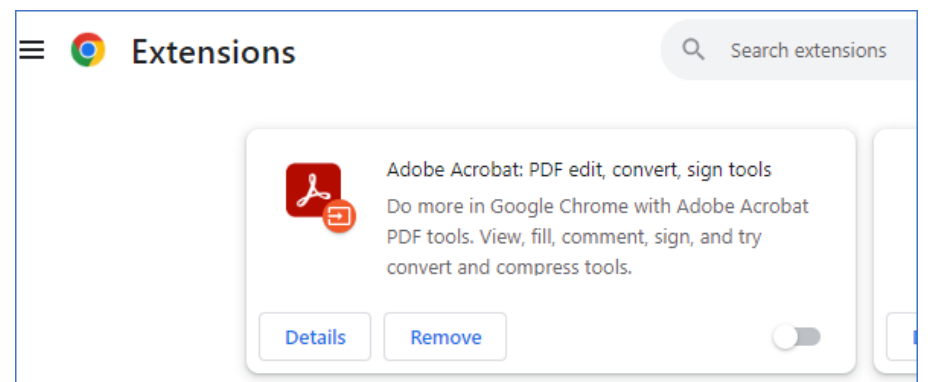 Extensions
Search extensions
Adobe Acrobat: PDF edit, convert, sign tools
Do more in Google Chrome with Adobe Acrobat
PDF tools. View, fill, comment, sign, and try
convert and compress tools.
Details
Remove